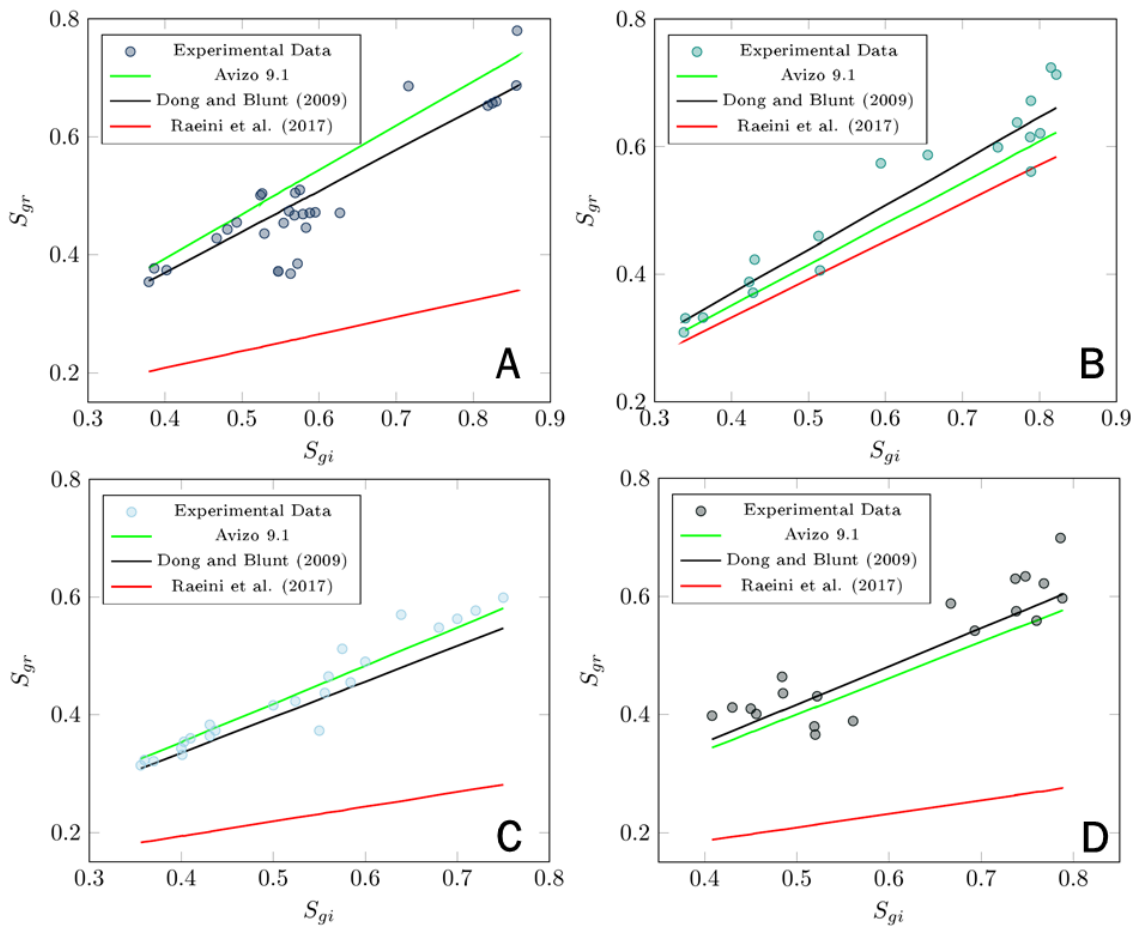 0.8
0.6
0.4
0.2
S_gr
Experimental Data
Avizo 9.1
Dong and Blunt (2009)
Raeini et al. (2017)
A
0.3 0.4 0.5 0.6 0.7 0.8 0.9
S_gi
0.8
0.6
0.4
0.2
S_gr
Experimental Data
Avizo 9.1
Dong and Blunt (2009)
Raeini et al. (2017)
B
0.3 0.4 0.5 0.6 0.7 0.8 0.9
S_gi
0.8
0.6
0.4
0.2
S_gr
Experimental Data
Avizo 9.1
Dong and Blunt (2009)
Raeini et al. (2017)
C
0.3 0.4 0.5 0.6 0.7 0.8
S_gi
0.8
0.6
0.4
0.2
S_gr
Experimental Data
Avizo 9.1
Dong and Blunt (2009)
Raeini et al. (2017)
D
0.4 0.5 0.6 0.7 0.8
S_gi